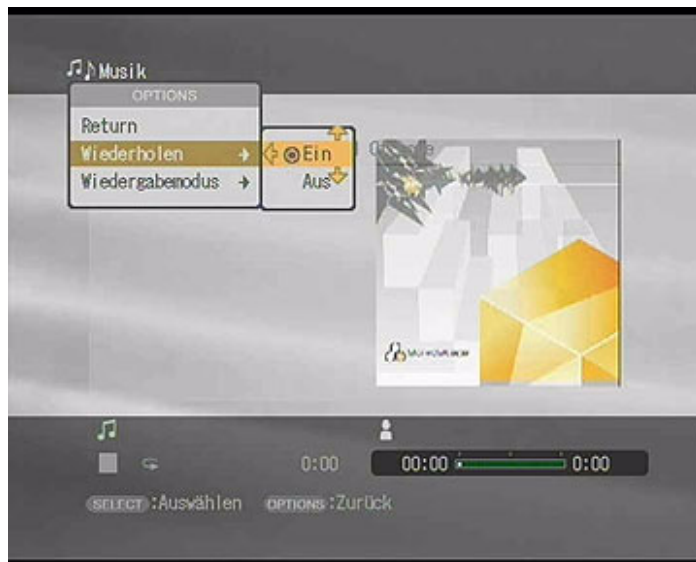 Musik
OPTIONS
Return
Wiederholen
Ein
Wiedergabemodus
Aus
0:00
00:00
0:00
SELECT :Auswählen OPTIONS :Zurück